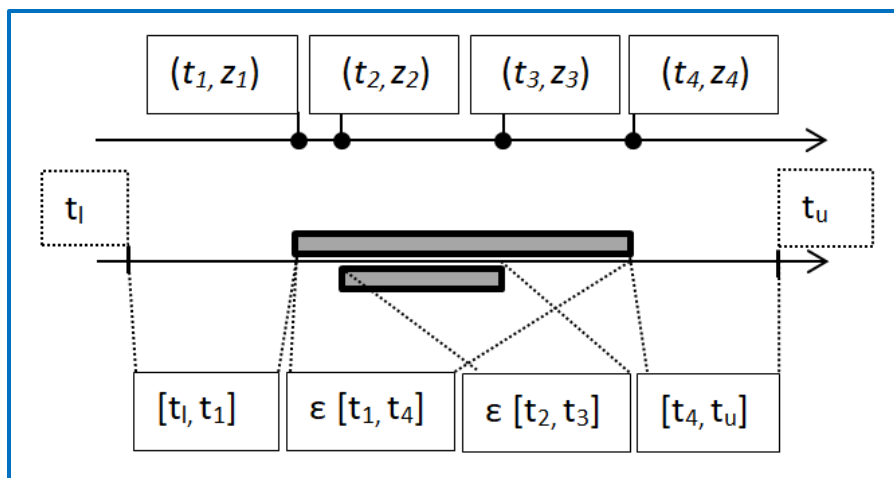 (t₁, z₁) (t₂, z₂) (t₃, z₃) (t₄, z₄)
tₗ tᵤ
[tₗ, t₁] ε [t₁, t₄] ε [t₂, t₃] [t₄, tᵤ]